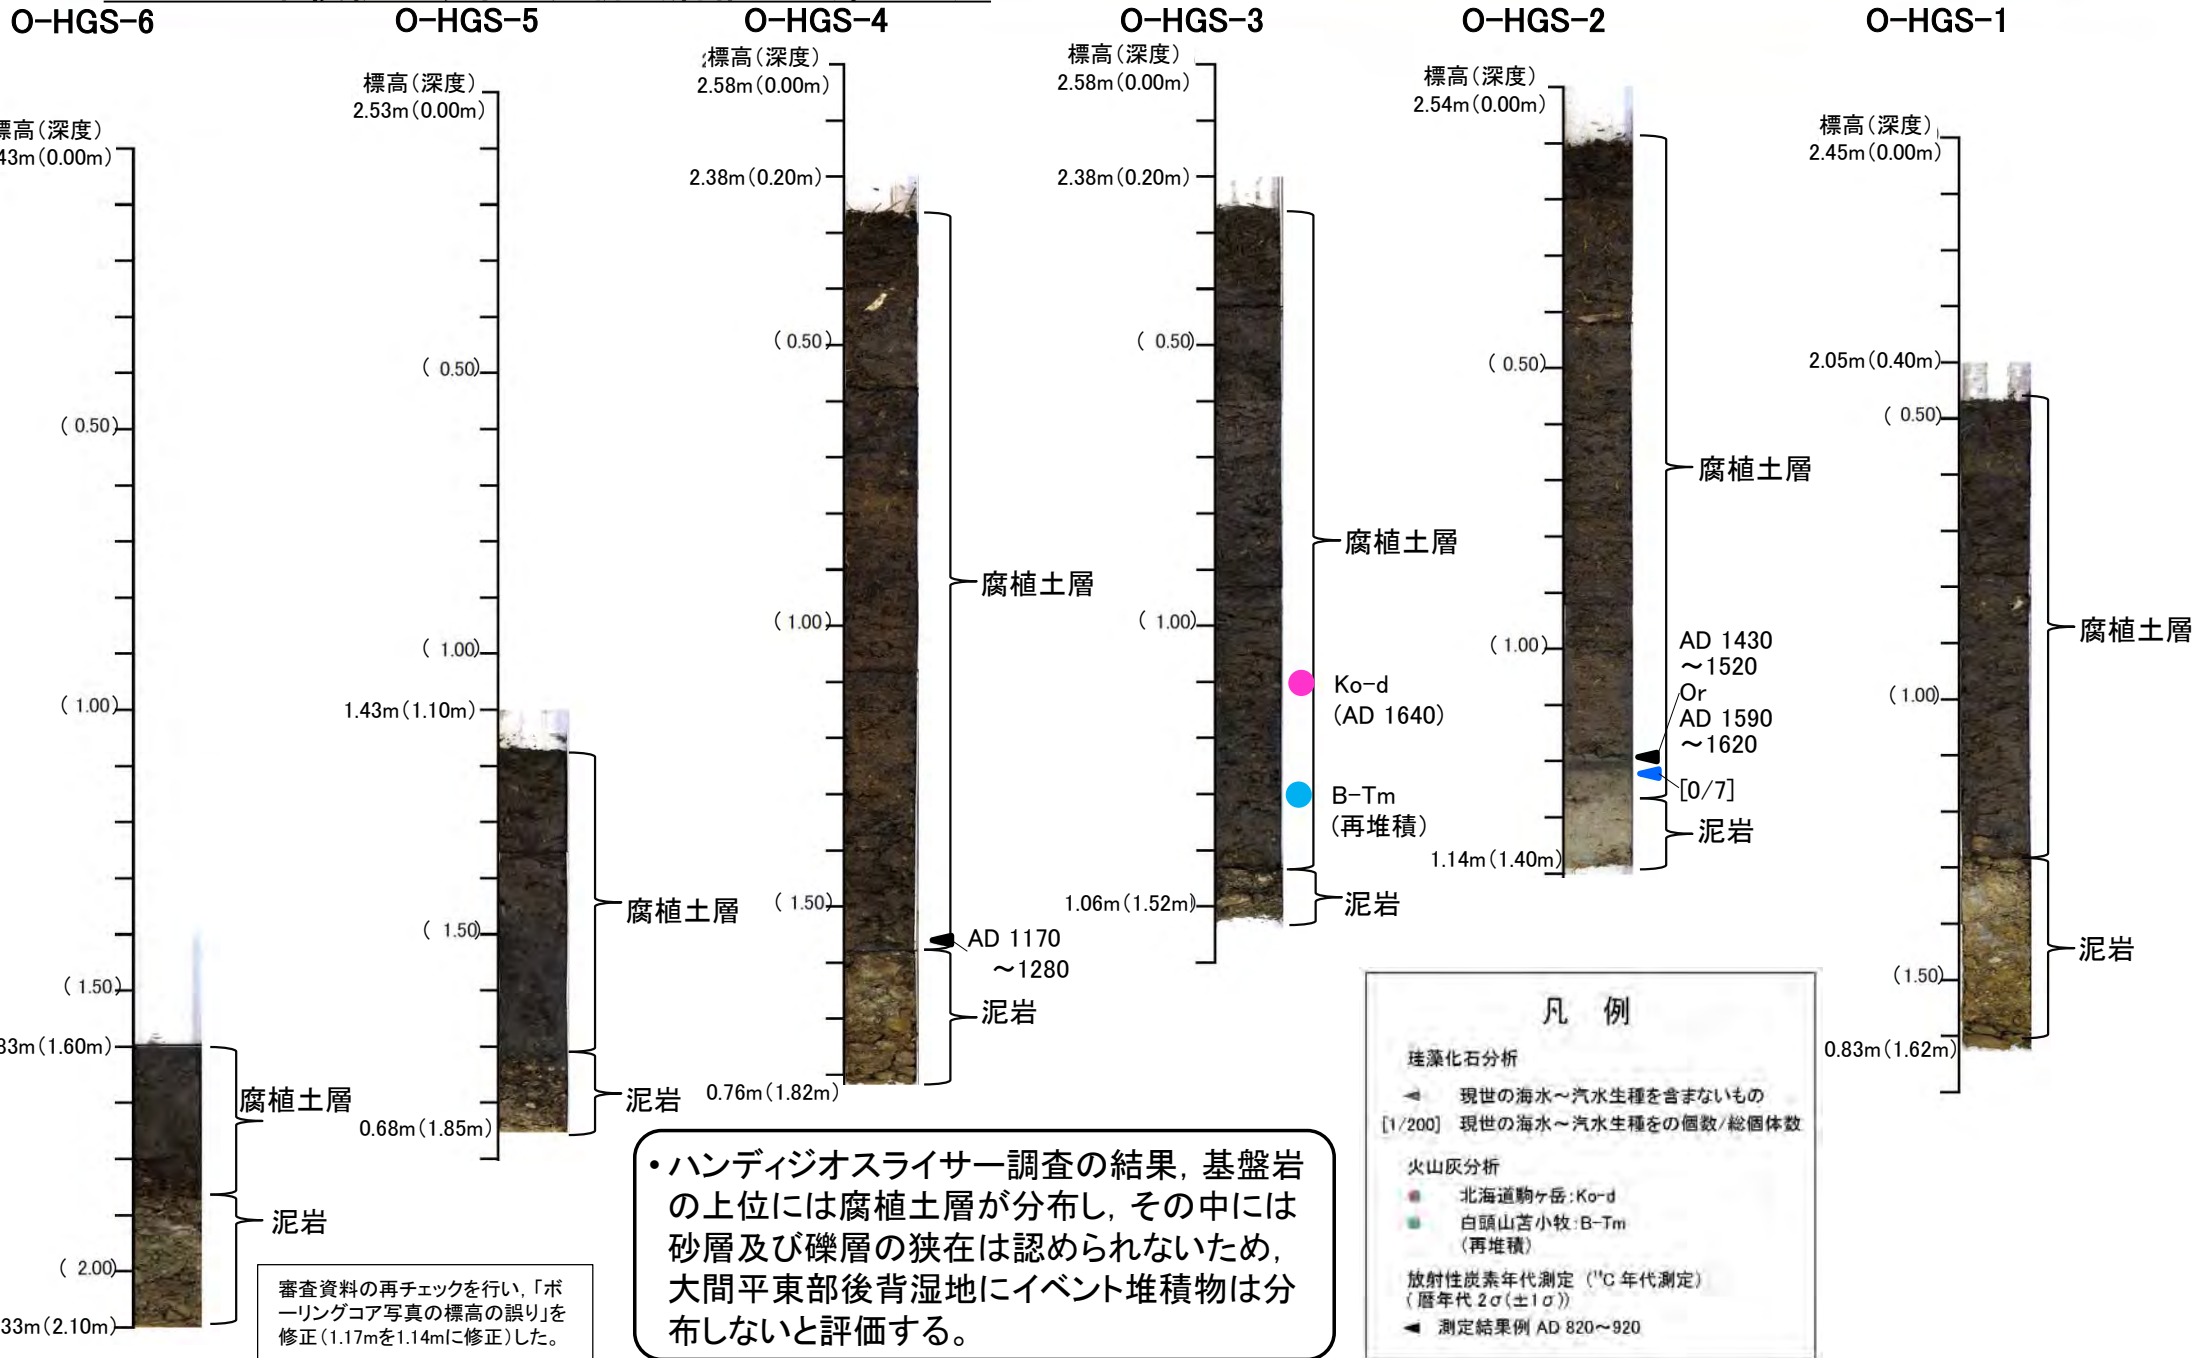 O-HGS-6
標高(深度)
43m(0.00m)
( 0.50)
( 1.00)
( 1.50)
33m(1.60m)
( 2.00)
33m(2.10m)
腐植土層
泥岩
O-HGS-5
標高(深度)
2.53m(0.00m)
( 0.50)
( 1.00)
1.43m(1.10m)
( 1.50)
0.68m(1.85m)
腐植土層
泥岩
O-HGS-4
標高(深度)
2.58m(0.00m)
2.38m(0.20m)
( 0.50)
( 1.00)
( 1.50)
0.76m(1.82m)
腐植土層
AD 1170
～1280
泥岩
O-HGS-3
標高(深度)
2.58m(0.00m)
2.38m(0.20m)
( 0.50)
( 1.00)
1.06m(1.52m)
腐植土層
Ko-d
(AD 1640)
B-Tm
(再堆積)
泥岩
O-HGS-2
標高(深度)
2.54m(0.00m)
( 0.50)
( 1.00)
1.14m(1.40m)
腐植土層
AD 1430
～1520
Or
AD 1590
～1620
[0/7]
泥岩
O-HGS-1
標高(深度)
2.45m(0.00m)
2.05m(0.40m)
( 0.50)
( 1.00)
( 1.50)
0.83m(1.62m)
腐植土層
泥岩
審査資料の再チェックを行い，「ボ
ーリングコア写真の標高の誤り」を
修正(1.17mを1.14mに修正)した。
•ハンディジオスライサー調査の結果，基盤岩
の上位には腐植土層が分布し，その中には
砂層及び礫層の狭在は認められないため，
大間平東部後背湿地にイベント堆積物は分
布しないと評価する。
凡 例
珪藻化石分析
現世の海水～汽水生種を含まないもの
[1/200] 現世の海水～汽水生種をの個数/総個体数
火山灰分析
北海道駒ヶ岳:Ko-d
白頭山苫小牧:B-Tm
(再堆積)
放射性炭素年代測定 (¹⁴C 年代測定)
(暦年代 2σ(±1σ))
測定結果例 AD 820～920